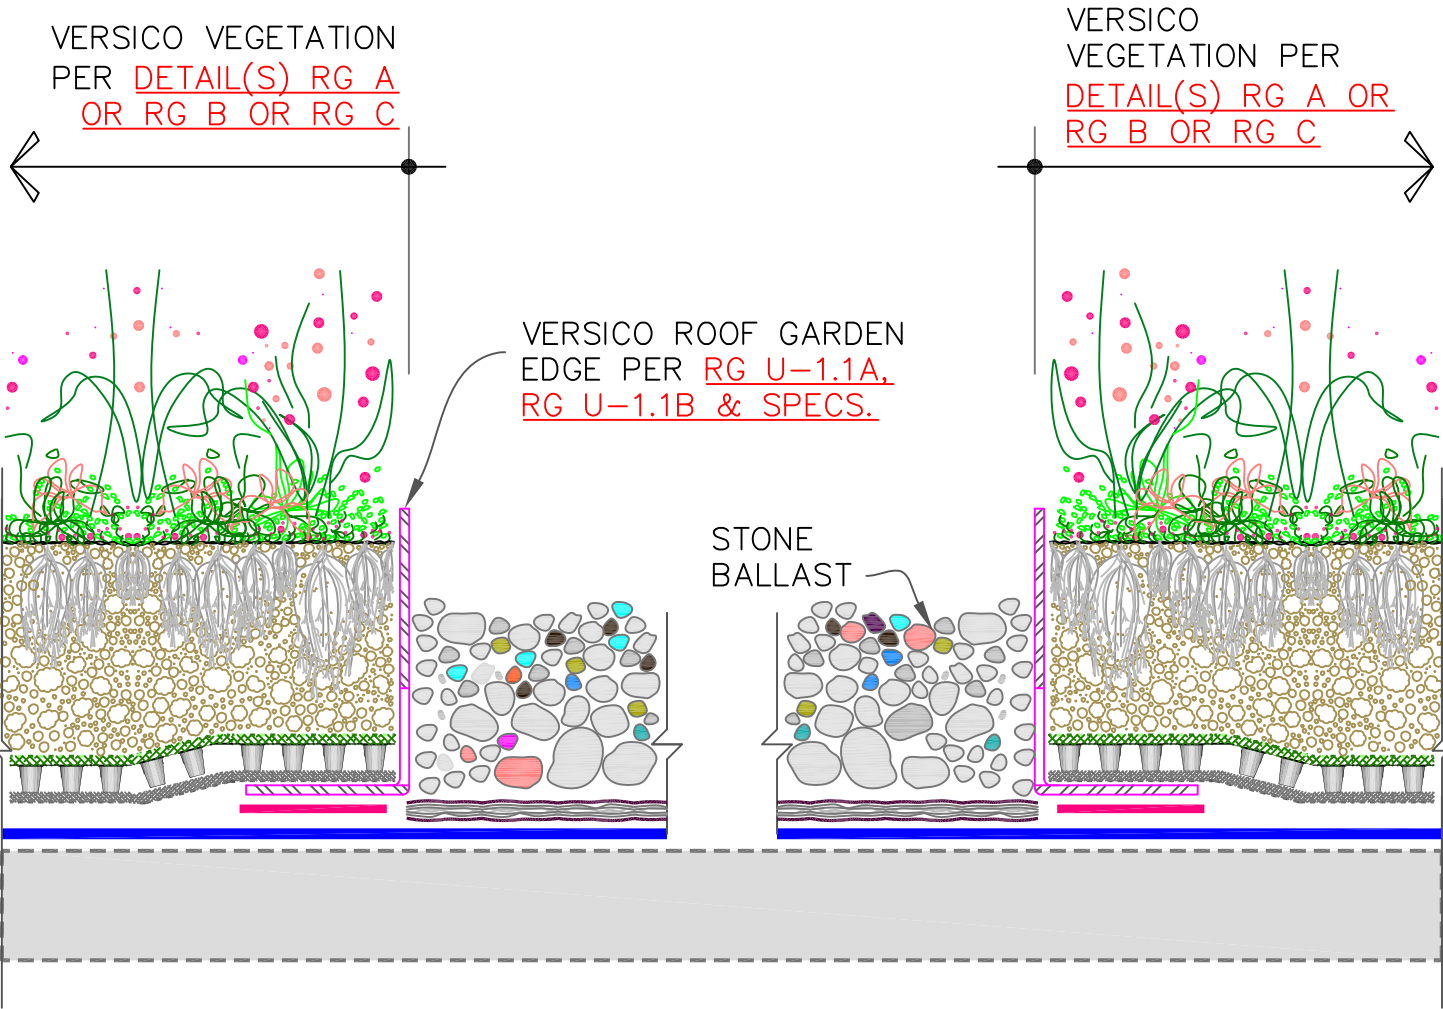 VERSICO VEGETATION
PER DETAIL(S) RG A
OR RG B OR RG C
VERSICO
VEGETATION PER
DETAIL(S) RG A OR
RG B OR RG C
VERSICO ROOF GARDEN
EDGE PER RG U-1.1A,
RG U-1.1B & SPECS.
STONE
BALLAST